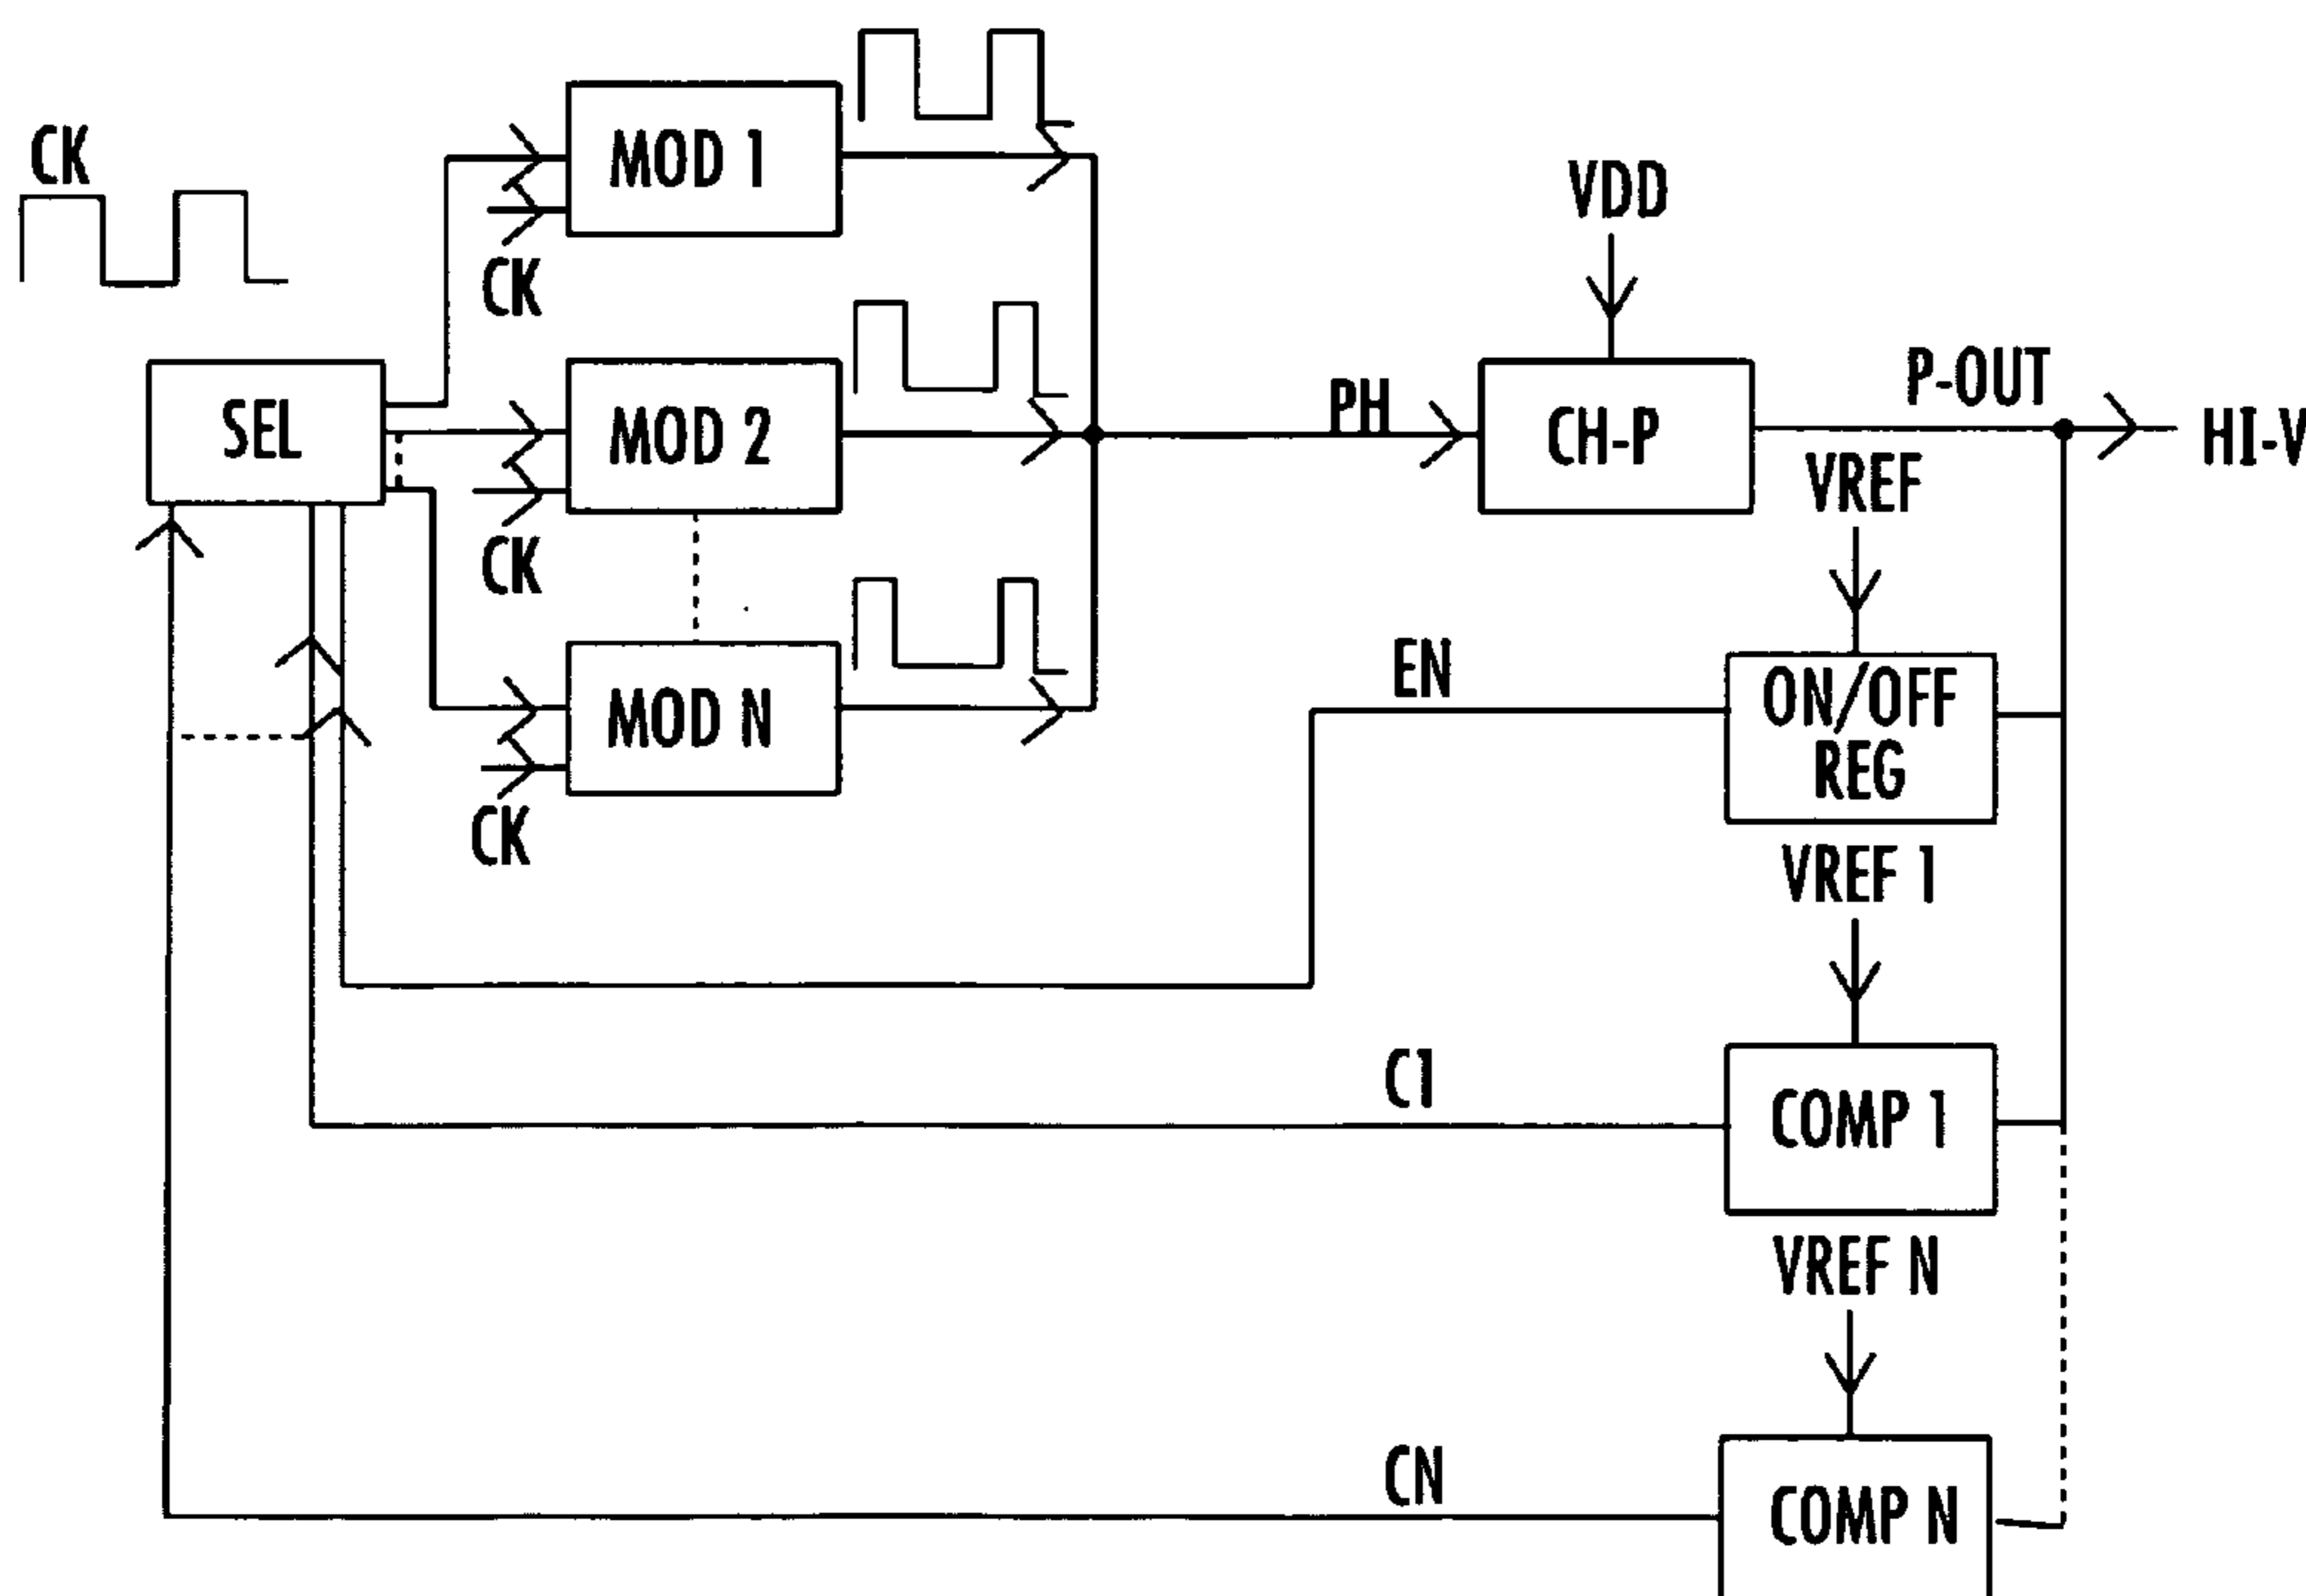 CK
MOD 1
CK
VDD
SEL
MOD 2
CK
PH
CH-P
P-OUT
HI-V
VREF
MOD N
CK
EN
ON/OFF
REG
VREF 1
C1
COMP 1
VREF N
CN
COMP N